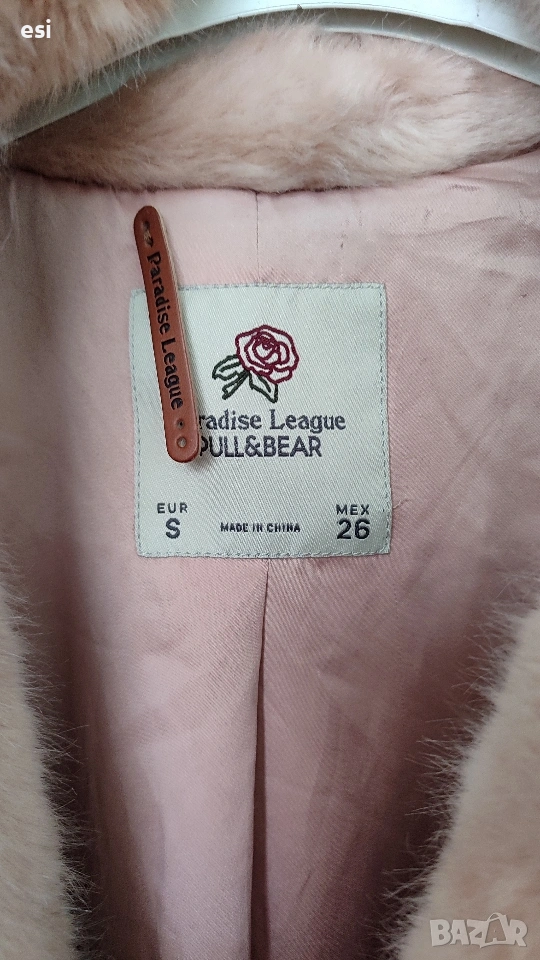 esi
Paradise League
radise League
PULL&BEAR
EUR
S
MADE IN CHINA
MEX
26
BAZAR